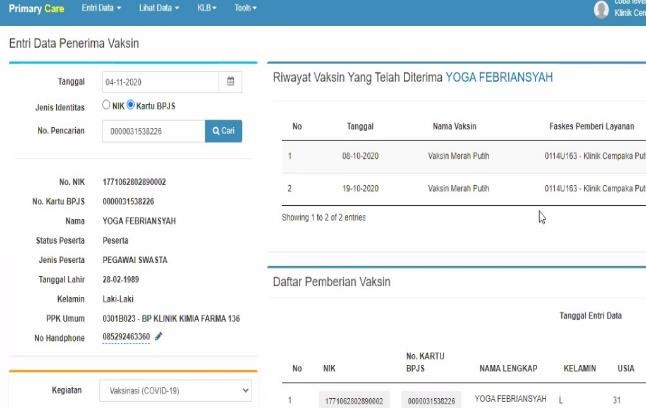 Primary Care Entri Data Lihat Data KLB Tools
Klinik Cem
Entri Data Penerima Vaksin
Tanggal 04-11-2020
Jenis Identitas NIK Kartu BPJS
No. Pencarian 0000031538226 Cari
No. NIK 1771062802890002
No. Kartu BPJS 0000031538226
Nama YOGA FEBRIANSYAH
Status Peserta Peserta
Jenis Peserta PEGAWAI SWASTA
Tanggal Lahir 28-02-1989
Kelamin Laki-Laki
PPK Umum 0301B023 - BP KLINIK KIMIA FARMA 136
No Handphone 085292463360
Kegiatan Vaksinasi (COVID-19)
Riwayat Vaksin Yang Telah Diterima YOGA FEBRIANSYAH
No Tanggal Nama Vaksin Faskes Pemberi Layanan
1 08-10-2020 Vaksin Merah Putih 0114U163 - Klinik Cempaka Put
2 19-10-2020 Vaksin Merah Putih 0114U163 - Klinik Cempaka Put
Showing 1 to 2 of 2 entries
Daftar Pemberian Vaksin
Tanggal Entri Data
No NIK No. KARTU BPJS NAMA LENGKAP KELAMIN USIA
1 1771062802890002 0000031538226 YOGA FEBRIANSYAH L 31